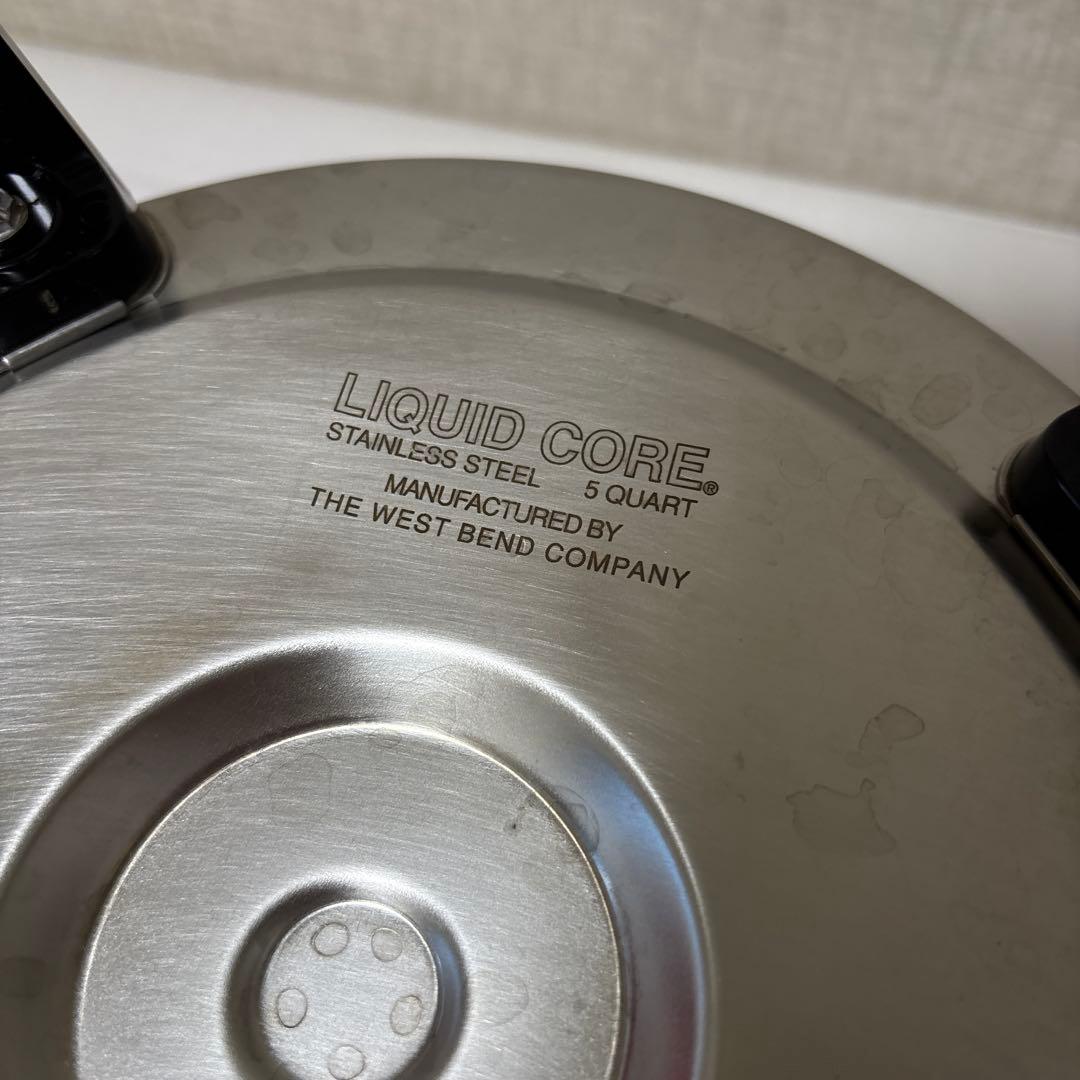 LIQUID CORE®
STAINLESS STEEL 5 QUART
MANUFACTURED BY
THE WEST BEND COMPANY